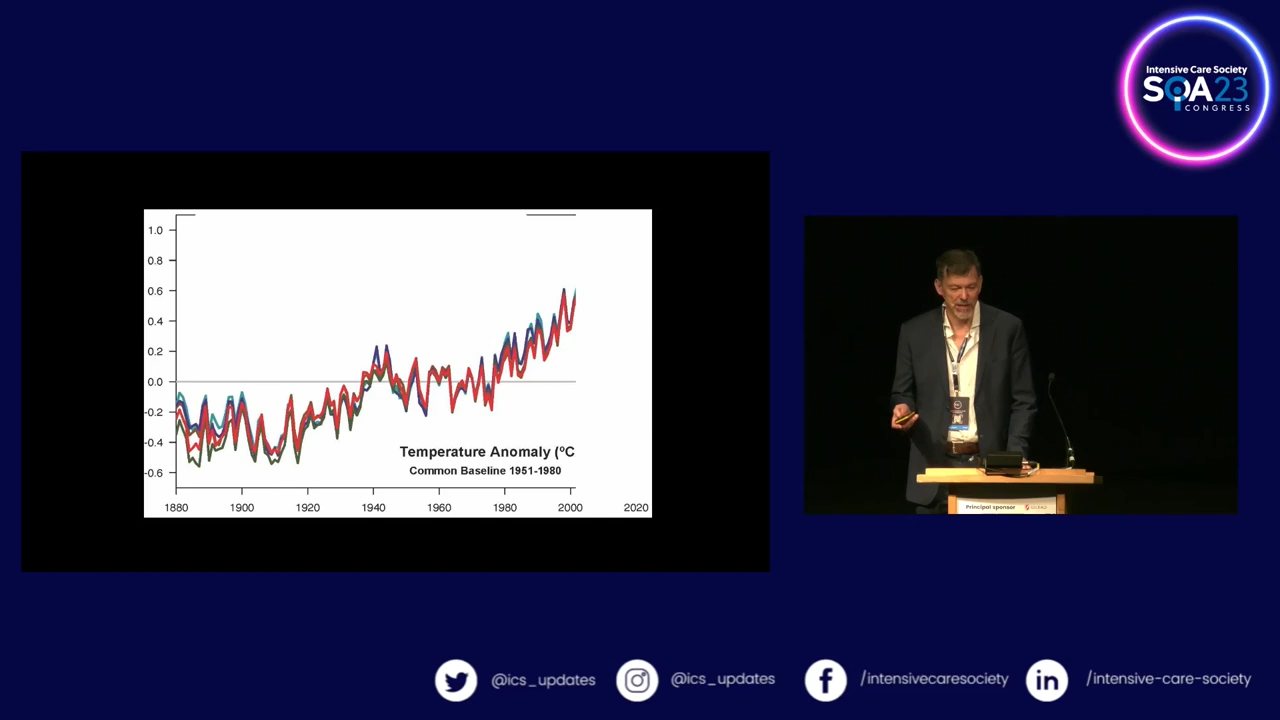 Intensive Care Society
SOA23
CONGRESS
1.0
0.8
0.6
0.4
0.2
0.0
-0.2
-0.4
-0.6
Temperature Anomaly (ºC
Common Baseline 1951-1980
1880 1900 1920 1940 1960 1980 2000 2020
Principal sponsor
@ics_updates @ics_updates /intensivecaresociety /intensive-care-society